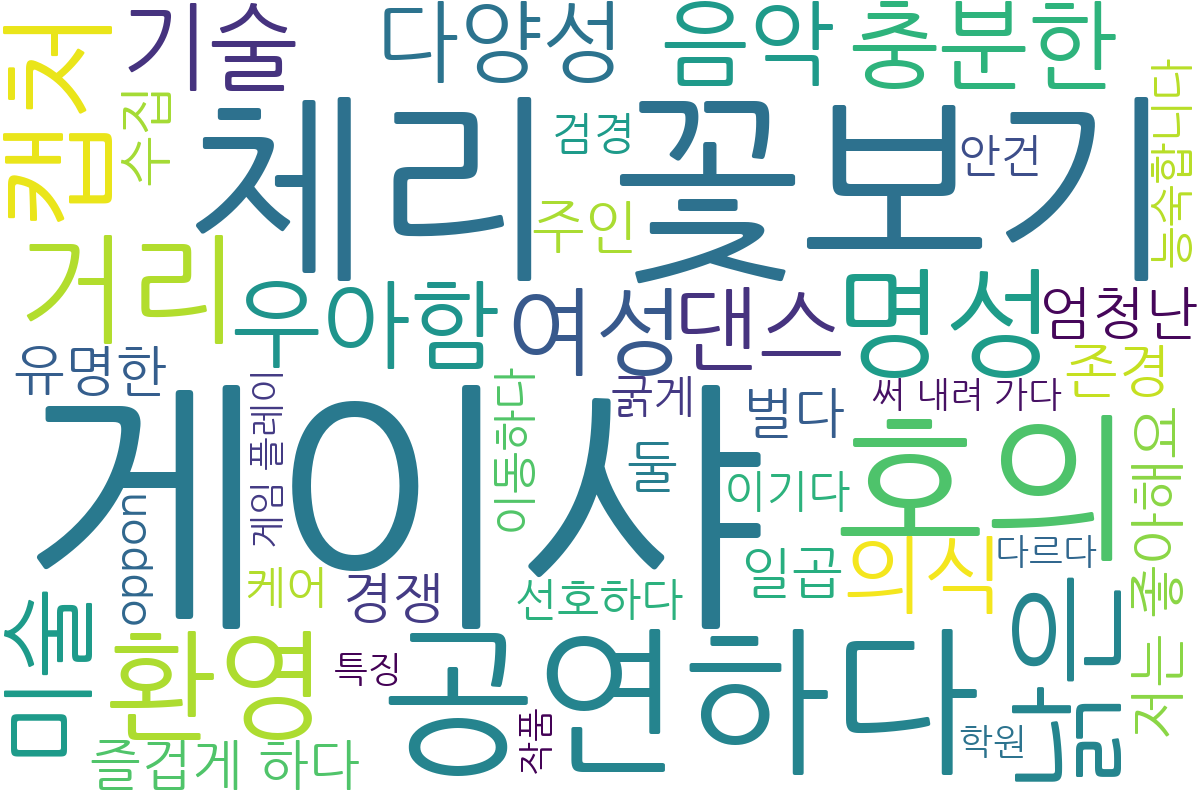 캡처
기술
다양성
음악
충분한
수집
체리 꽃보기
검경
안건
능숙합니다
주인
거리
우아함
여성
댄스
명성
엄청난
유명한
게이샤
게임 플레이
이동하다
굵게
벌다
써 내려 가다
존경
둘
이기다
호의
저는 좋아해요
oppon
케어
경쟁
선호하다
일곱
의식
다르다
낡은
미술
환영
특징
공연하다
작품
학원
즐겁게 하다